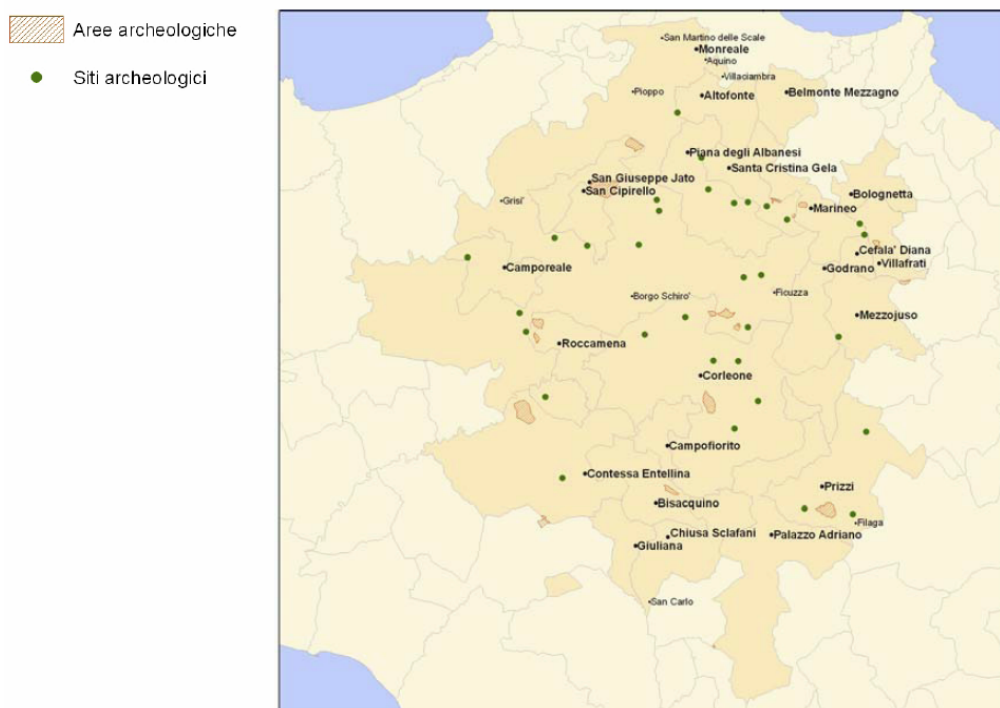 Aree archeologiche
Siti archeologici
San Martino delle Scale
Monreale
Aquino
Villaciambra
Pioppo
Altofonte
Belmonte Mezzagno
Piana degli Albanesi
Santa Cristina Gela
San Giuseppe Jato
San Cipirello
Grisi'
Bolognetta
Marineo
Cefala' Diana
Villafrati
Godrano
Camporeale
Ficuzza
Borgo Schiro'
Mezzojuso
Roccamena
Corleone
Campofiorito
Contessa Entellina
Prizzi
Bisacquino
Filaga
Chiusa Sclafani
Palazzo Adriano
Giuliana
San Carlo